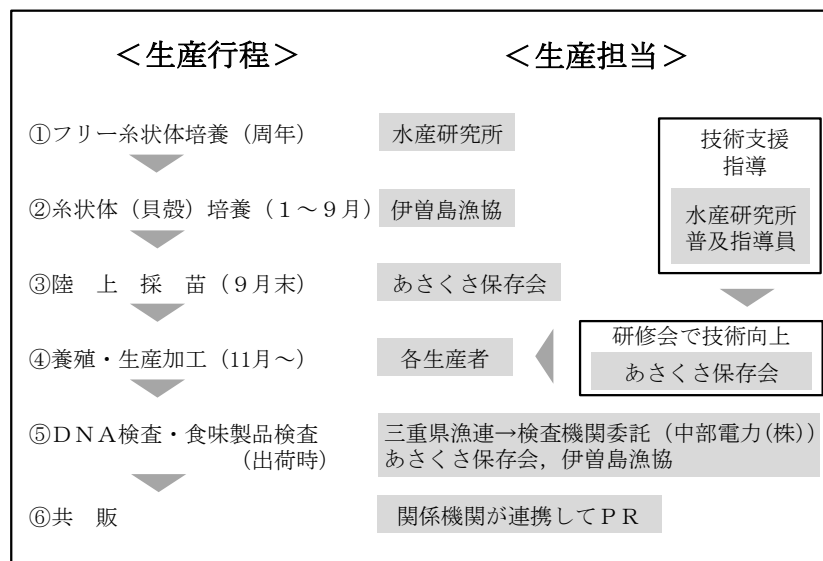 ＜生産行程＞ ＜生産担当＞
①フリー糸状体培養（周年） 水産研究所
技術支援
指導
水産研究所
普及指導員
②糸状体（貝殻）培養（１～９月） 伊曽島漁協
③陸　上　採　苗（９月末） あさくさ保存会
研修会で技術向上
あさくさ保存会
④養殖・生産加工（11月～） 各生産者
⑤ＤＮＡ検査・食味製品検査
（出荷時）
三重県漁連→検査機関委託（中部電力(株)）
あさくさ保存会，伊曽島漁協
⑥共　販 関係機関が連携してＰＲ